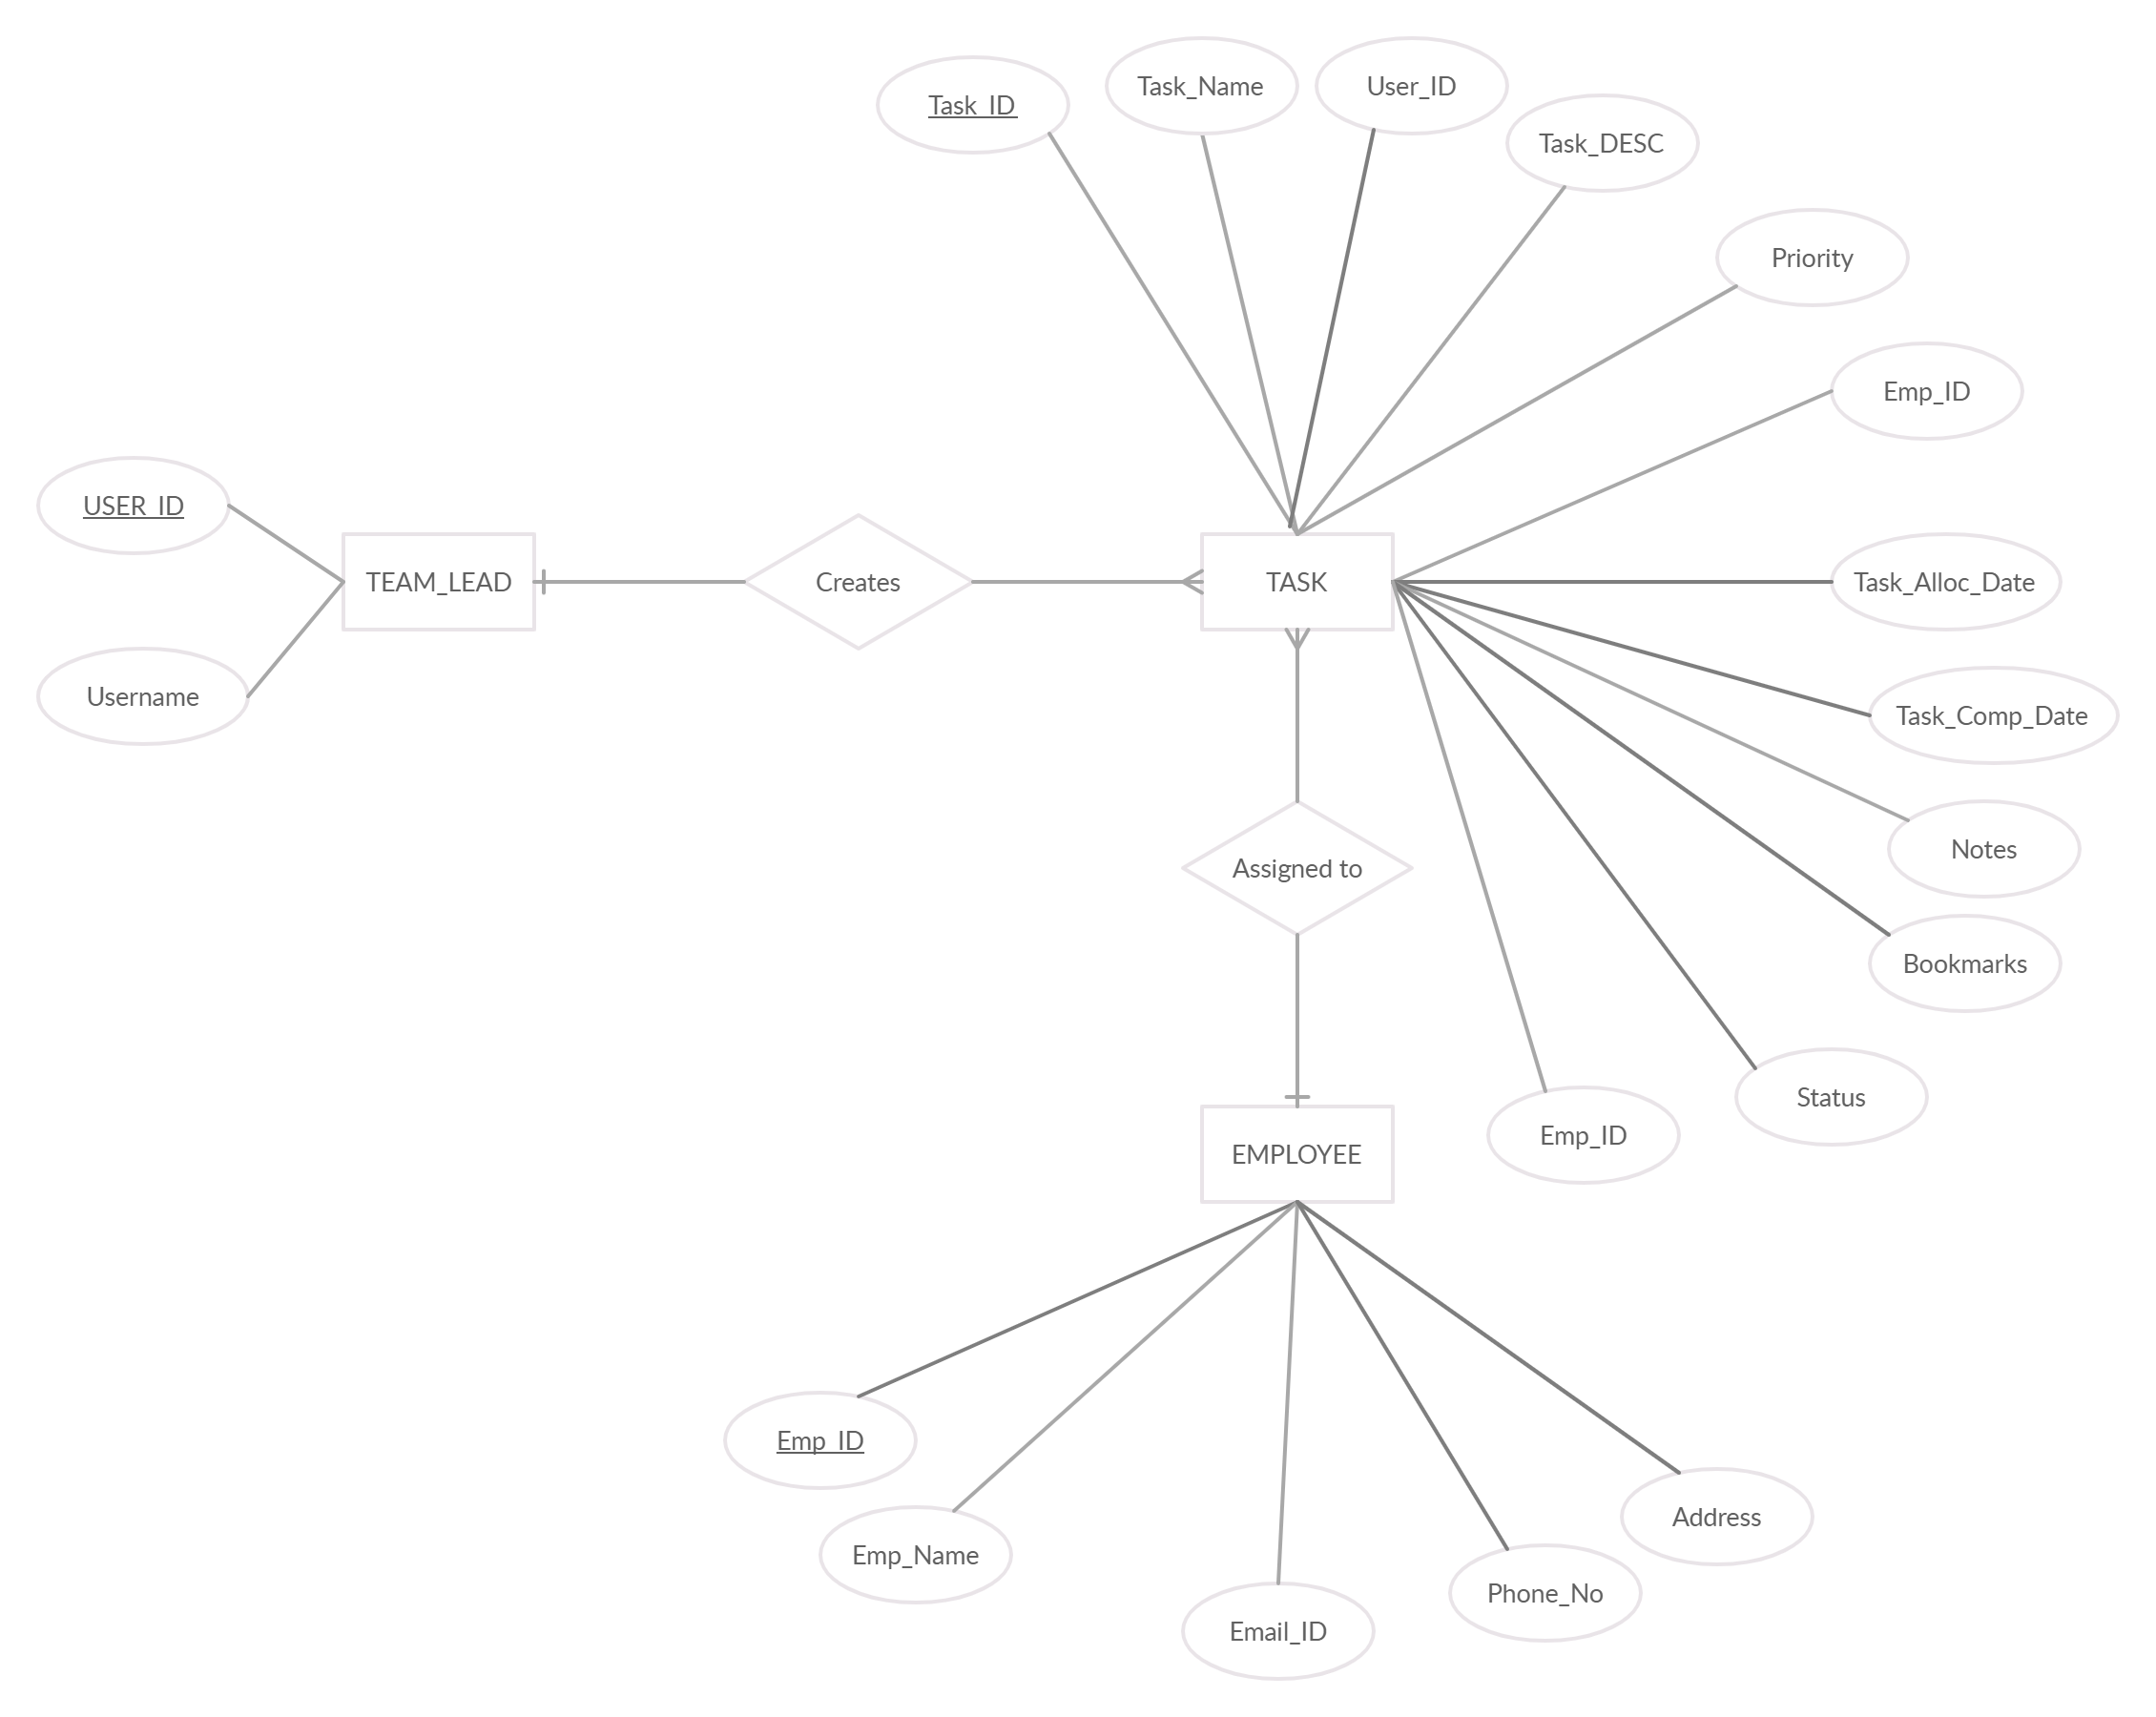 Task_Name
User_ID
Task_ID
Task_DESC
Priority
Emp_ID
USER_ID
TEAM_LEAD
Creates
TASK
Task_Alloc_Date
Username
Task_Comp_Date
Notes
Assigned to
Bookmarks
Status
Emp_ID
EMPLOYEE
Emp_ID
Address
Emp_Name
Phone_No
Email_ID